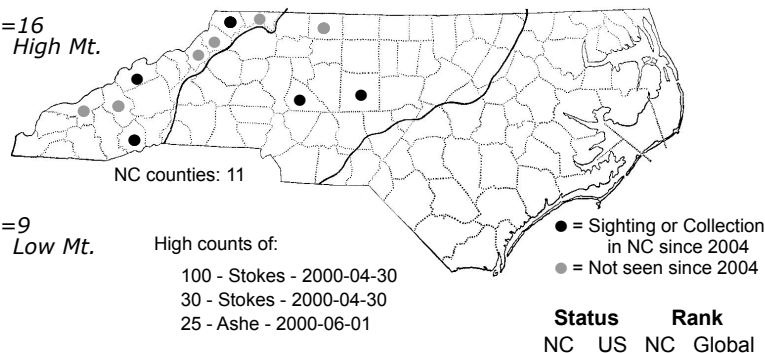 =16
High Mt.
NC counties: 11
=9
Low Mt.
High counts of:
100 - Stokes - 2000-04-30
30 - Stokes - 2000-04-30
25 - Ashe - 2000-06-01
= Sighting or Collection
in NC since 2004
= Not seen since 2004
Status Rank
NC US NC Global